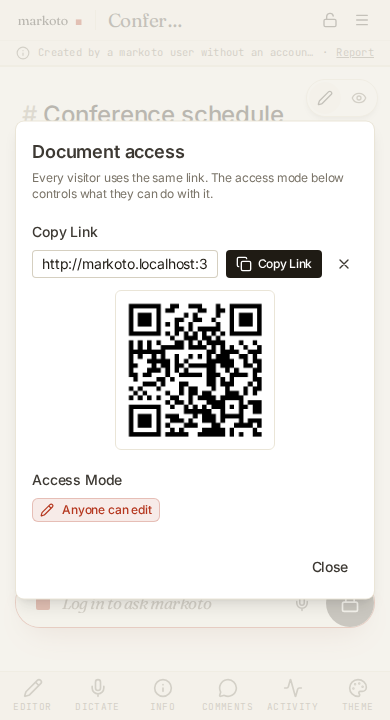 markoto
Confer...
Created by a markoto user without an accoun... · Report
# Conference schedule
Document access
Every visitor uses the same link. The access mode below
controls what they can do with it.
Copy Link
http://markoto.localhost:3
Copy Link
Access Mode
Anyone can edit
Close
Log in to ask markoto
EDITOR
DICTATE
INFO
COMMENTS
ACTIVITY
THEME